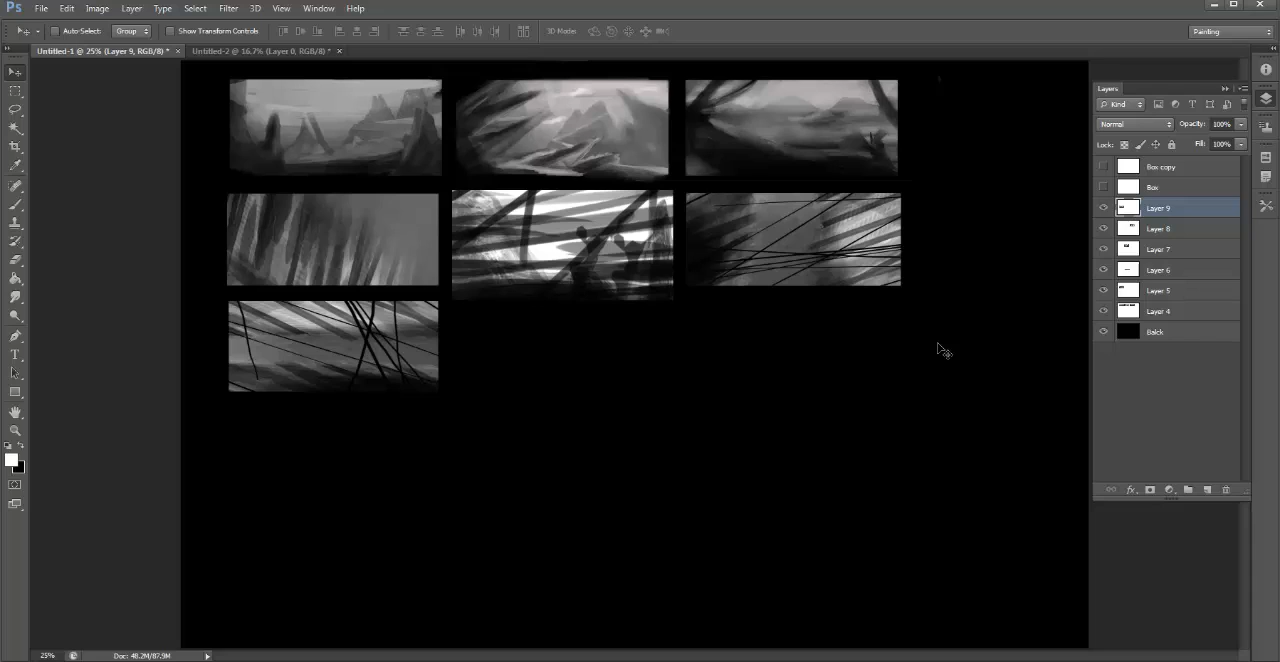 Ps File Edit Image Layer Type Select Filter 3D View Window Help
Auto-Select: Group Show Transform Controls 3D Mode: Painting
Untitled-1 @ 25% (Layer 9, RGB/8) * × Untitled-2 @ 16.7% (Layer 0, RGB/8) * ×
Layers
Kind
Normal Opacity: 100%
Lock: Fill: 100%
Box copy
Box
Layer 9
Layer 8
Layer 7
Layer 6
Layer 5
Layer 4
Balck
fx
25% Doc: 48.2M/87.9M